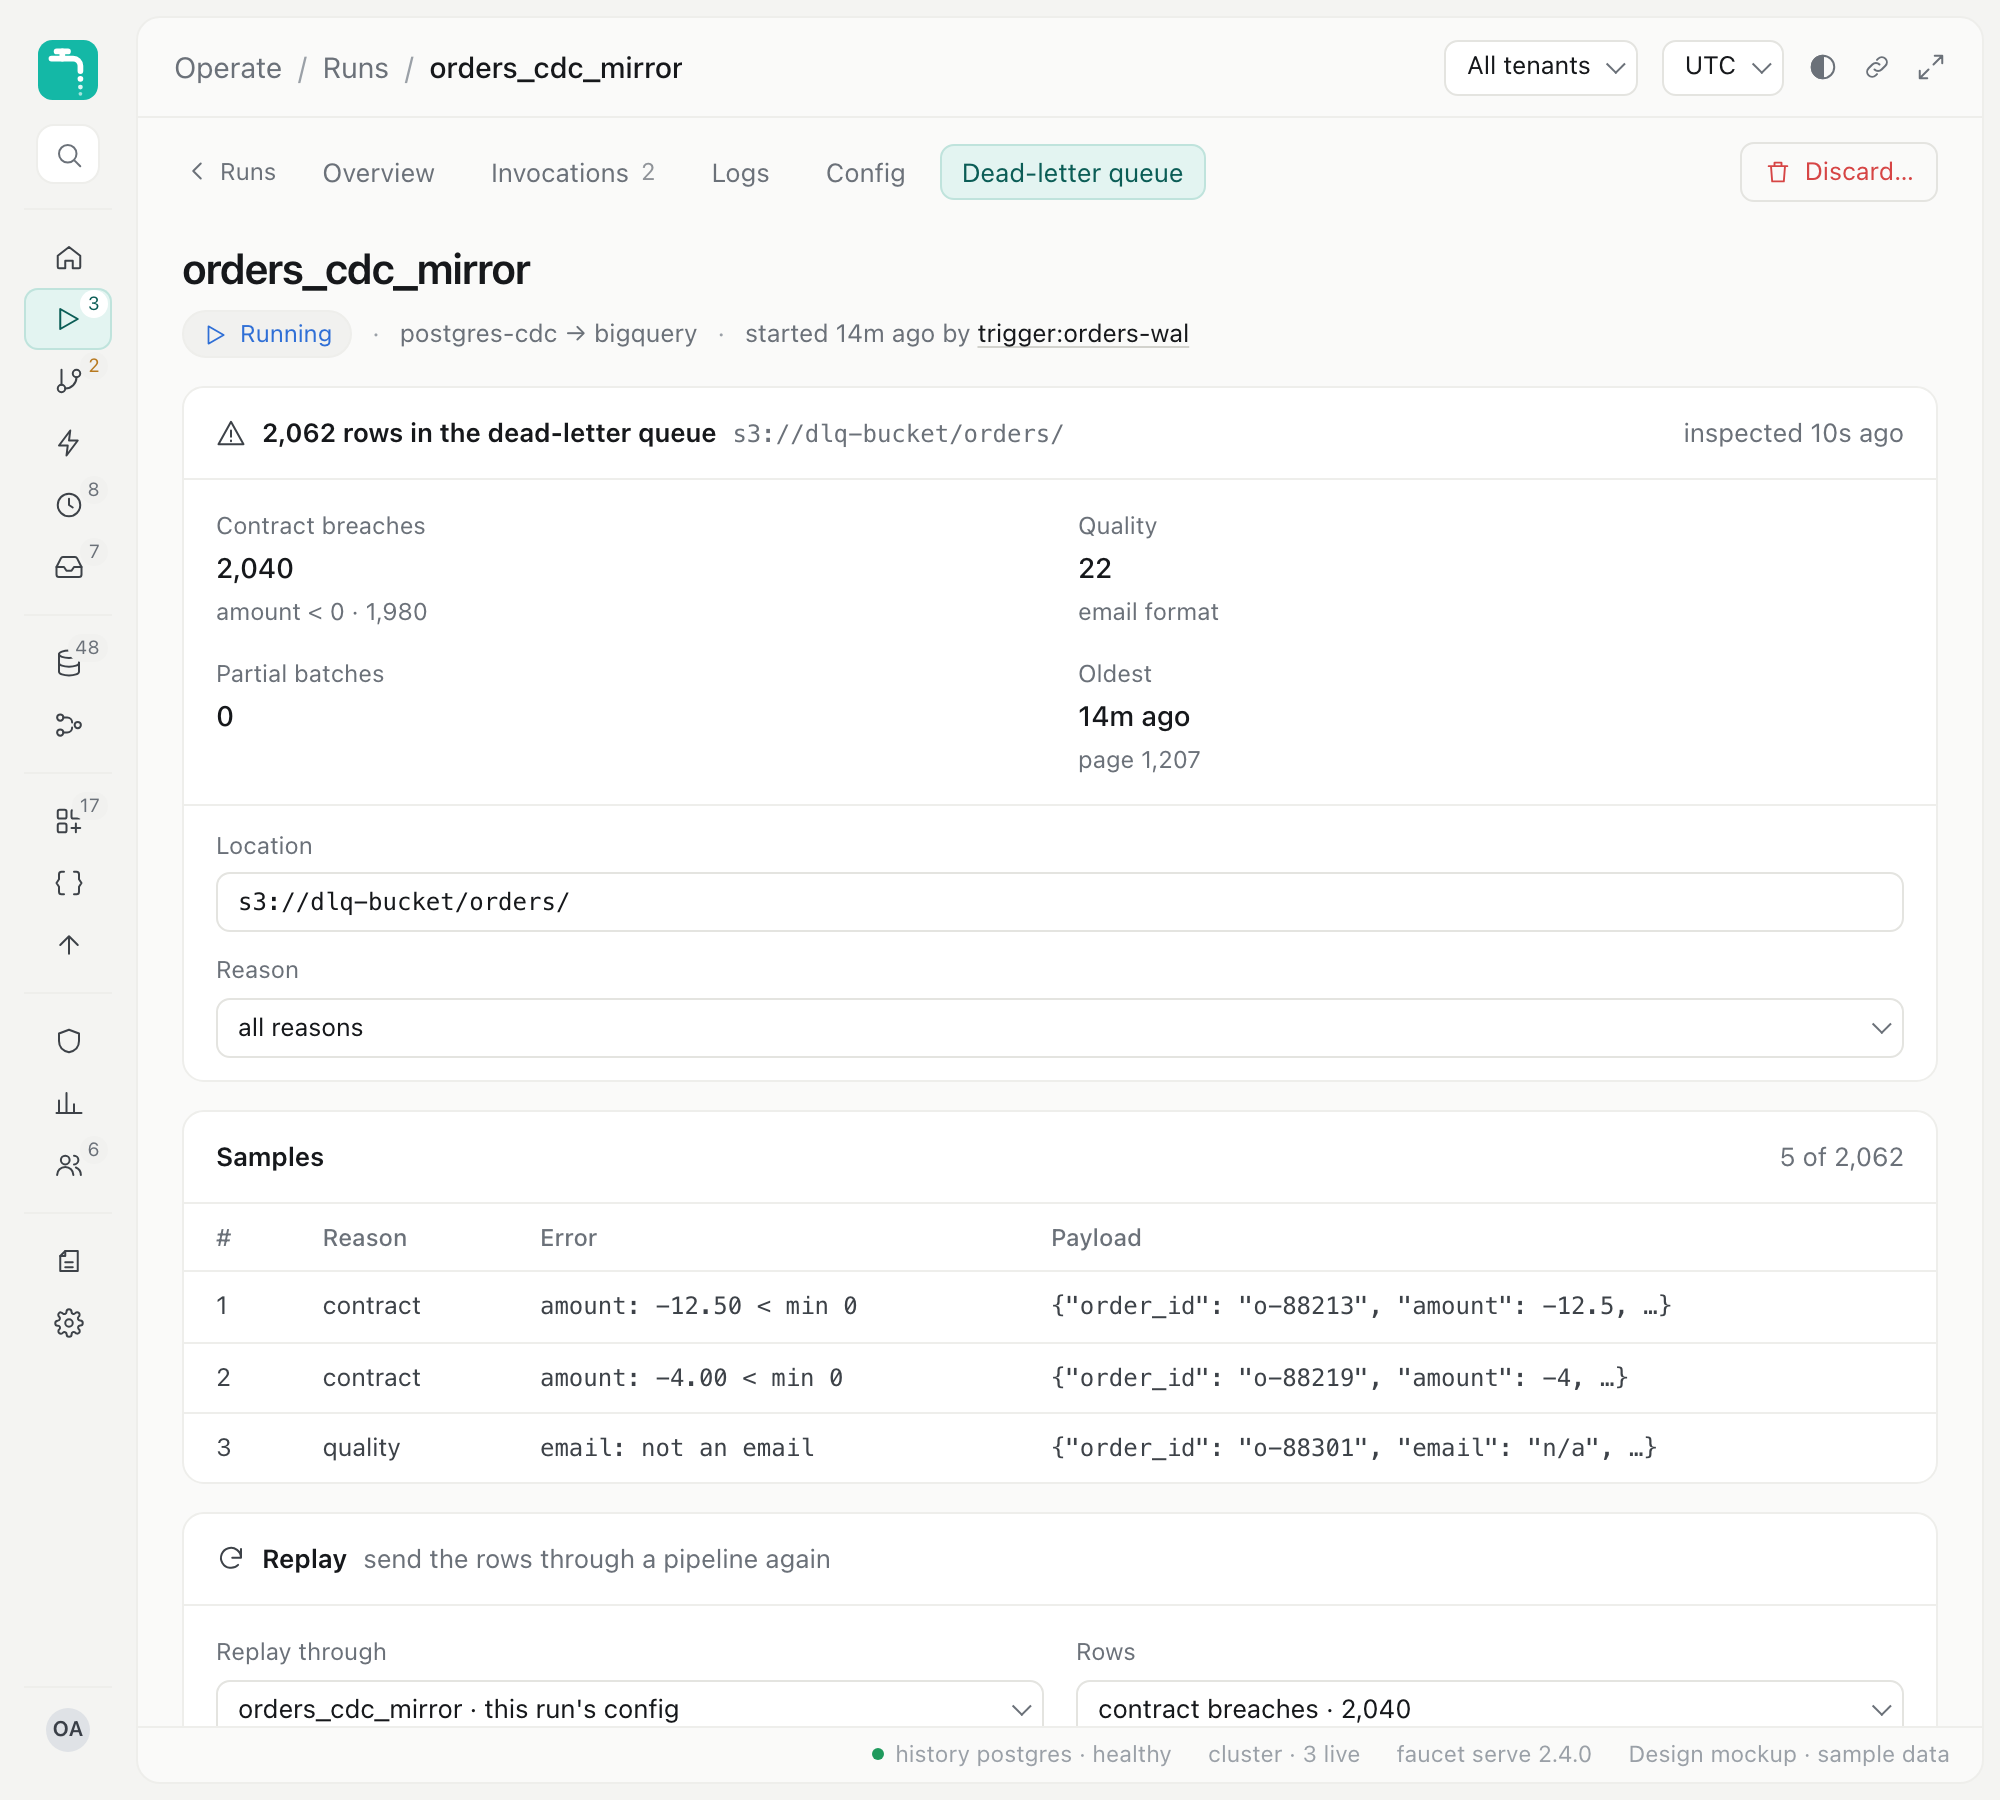 Operate / Runs / orders_cdc_mirror
All tenants
UTC
Runs
Overview
Invocations 2
Logs
Config
Dead-letter queue
Discard...
orders_cdc_mirror
Running · postgres-cdc → bigquery · started 14m ago by trigger:orders-wal
2,062 rows in the dead-letter queue s3://dlq-bucket/orders/
inspected 10s ago
Contract breaches
2,040
amount < 0 · 1,980
Quality
22
email format
Partial batches
0
Oldest
14m ago
page 1,207
Location
s3://dlq-bucket/orders/
Reason
all reasons
Samples
5 of 2,062
# Reason Error Payload
1 contract amount: -12.50 < min 0 {"order_id": "o-88213", "amount": -12.5, …}
2 contract amount: -4.00 < min 0 {"order_id": "o-88219", "amount": -4, …}
3 quality email: not an email {"order_id": "o-88301", "email": "n/a", …}
Replay send the rows through a pipeline again
Replay through
orders_cdc_mirror · this run's config
Rows
contract breaches · 2,040
history postgres · healthy
cluster · 3 live
faucet serve 2.4.0
Design mockup · sample data
3
2
8
7
48
17
6
OA